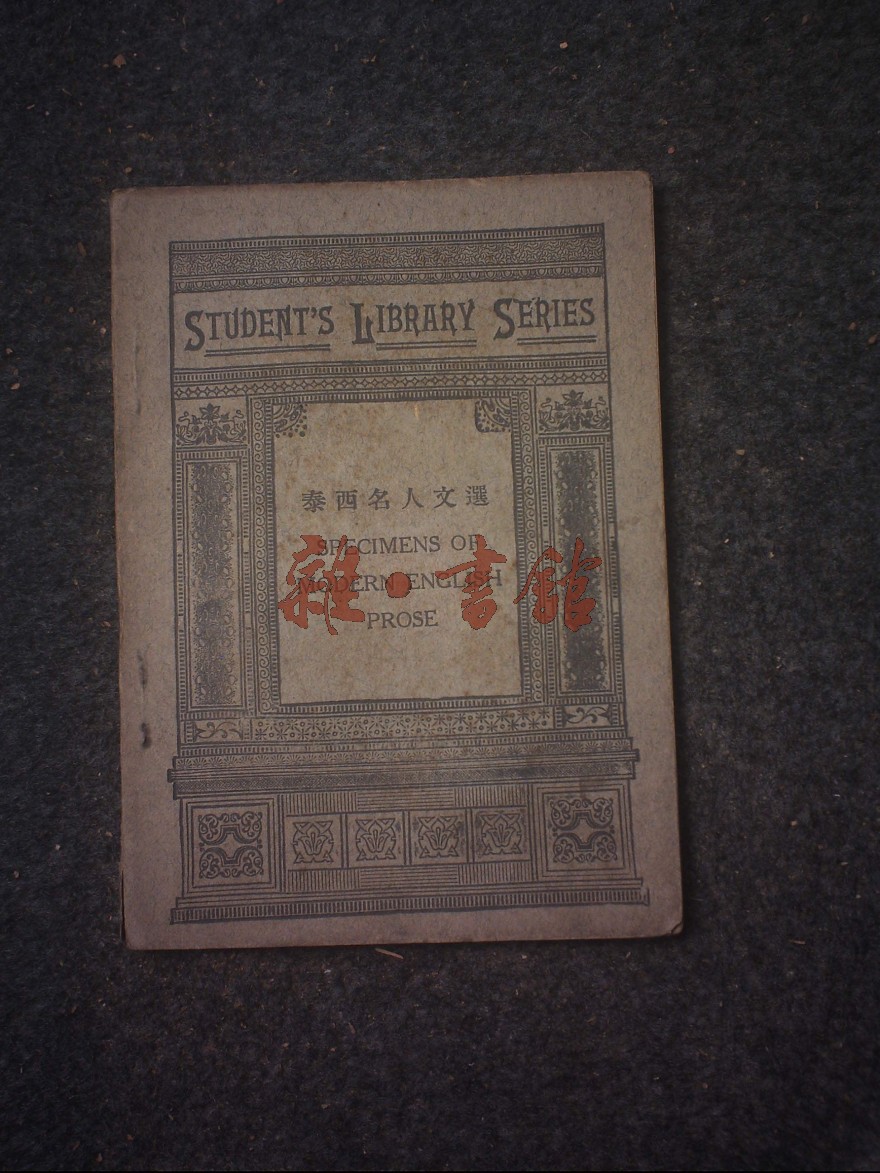 STUDENT'S LIBRARY SERIES
泰西名人文選
SPECIMENS OF
MODERN ENGLISH
PROSE
雜·書館